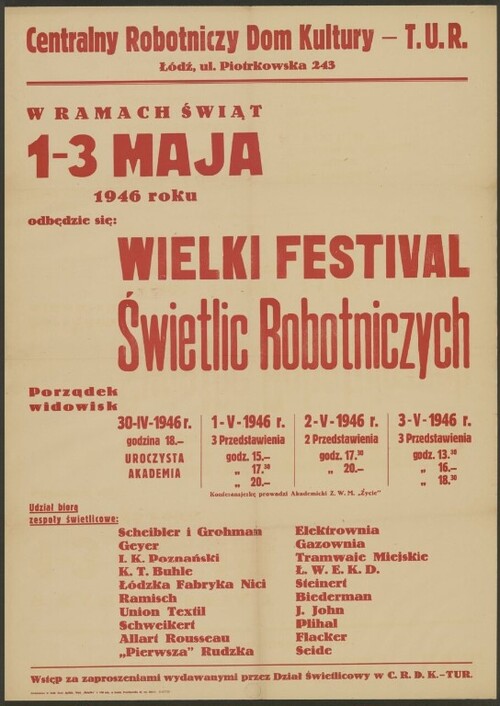 Centralny Robotniczy Dom Kultury – T.U.R.
Łódź, ul. Piotrkowska 243
W RAMACH ŚWIĄT
1-3 MAJA
1946 roku
odbędzie się:
WIELKI FESTIVAL
Świetlic Robotniczych
Porządek
widowisk
30-IV-1946 r.
godzina 18.—
UROCZYSTA
AKADEMIA
1-V-1946 r.
3 Przedstawienia
godz. 15.—
„ 17.30
„ 20.—
2-V-1946 r.
2 Przedstawienia
godz. 17.30
„ 20.—
3-V-1946 r.
3 Przedstawienia
godz. 13.30
„ 16.—
„ 18.30
Konferansjerkę prowadzi Akademicki Z. W. M. „Życie”
Udział biorą
zespoły świetlicowe:
Scheibler i Grohman
Geyer
I. K. Poznański
K. T. Buhle
Łódzka Fabryka Nici
Ramisch
Union Textil
Schweikert
Allart Rousseau
„Pierwsza” Rudzka
Elektrownia
Gazownia
Tramwaje Miejskie
Ł. W. E. K. D.
Steinert
Biederman
J. John
Plihal
Flacker
Seide
Wstęp za zaproszeniami wydawanymi przez Dział Świetlicowy w C. R. D. K.-TUR.